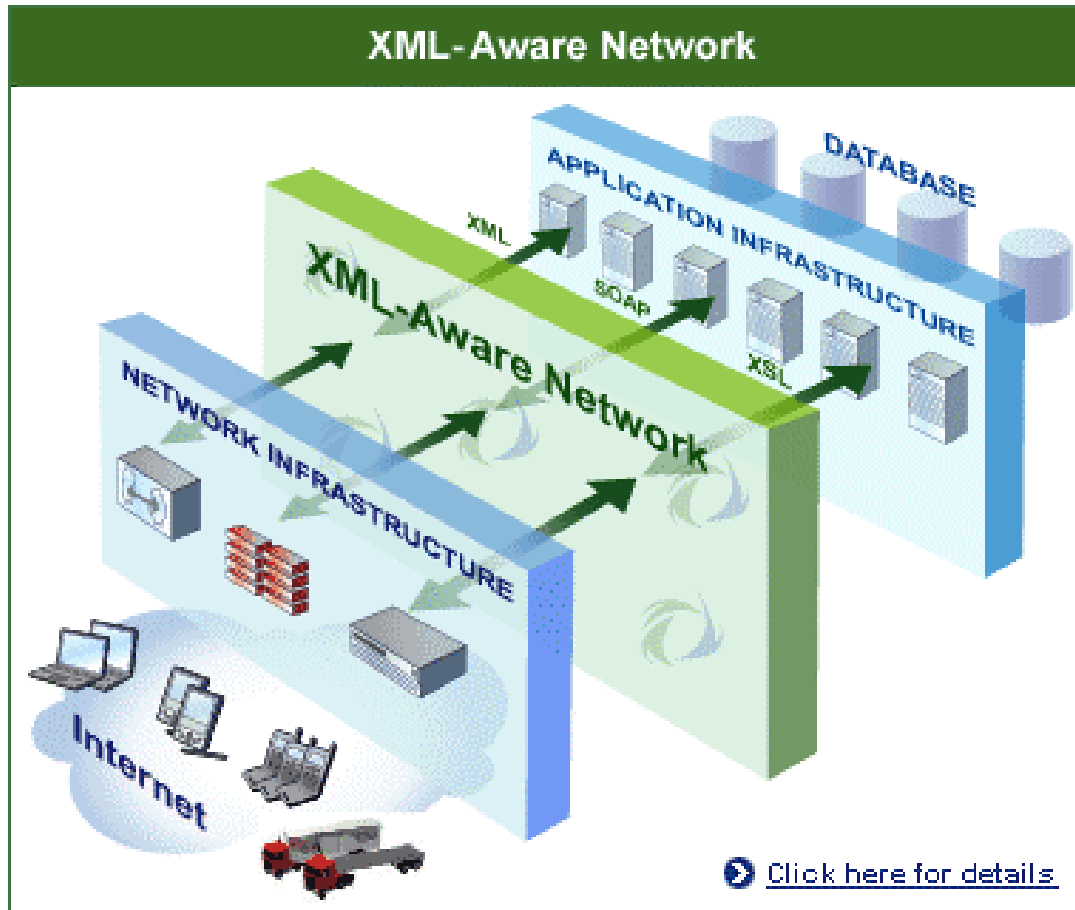 XML-Aware Network
DATABASE
APPLICATION INFRASTRUCTURE
XML
SOAP
XSL
XML-Aware Network
NETWORK INFRASTRUCTURE
Internet
Click here for details